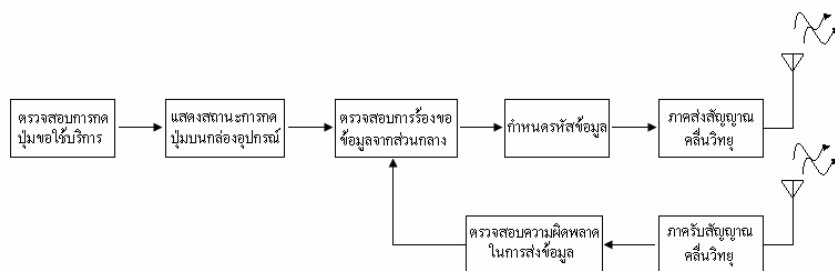 ตรวจสอบการกด
ปุ่มขอใช้บริการ
แสดงสถานะการกด
ปุ่มบนกล่องอุปกรณ์
ตรวจสอบการร้องขอ
ข้อมูลจากส่วนกลาง
กำหนดรหัสข้อมูล
ภาคส่งสัญญาณ
คลื่นวิทยุ
ตรวจสอบความผิดพลาด
ในการส่งข้อมูล
ภาครับสัญญาณ
คลื่นวิทยุ